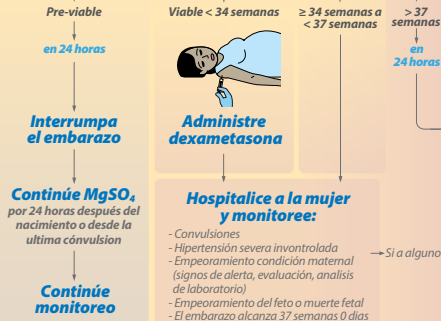 Pre-viable
en 24 horas
Interrumpa
el embarazo
Continúe MgSO₄
por 24 horas después del
nacimiento o desde la
ultima cónvulsion
Continúe
monitoreo
Viable < 34 semanas
Administre
dexametasona
≥ 34 semanas a
< 37 semanas
> 37
semanas
en
24 horas
Hospitalice a la mujer
y monitoree:
- Convulsiones
- Hipertensión severa invontrolada
- Empeoramiento condición maternal
(signos de alerta, evaluación, analisis
de laboratorio)
- Empeoramiento del feto o muerte fetal
- El embarazo alcanza 37 semanas 0 dias
Si a alguno